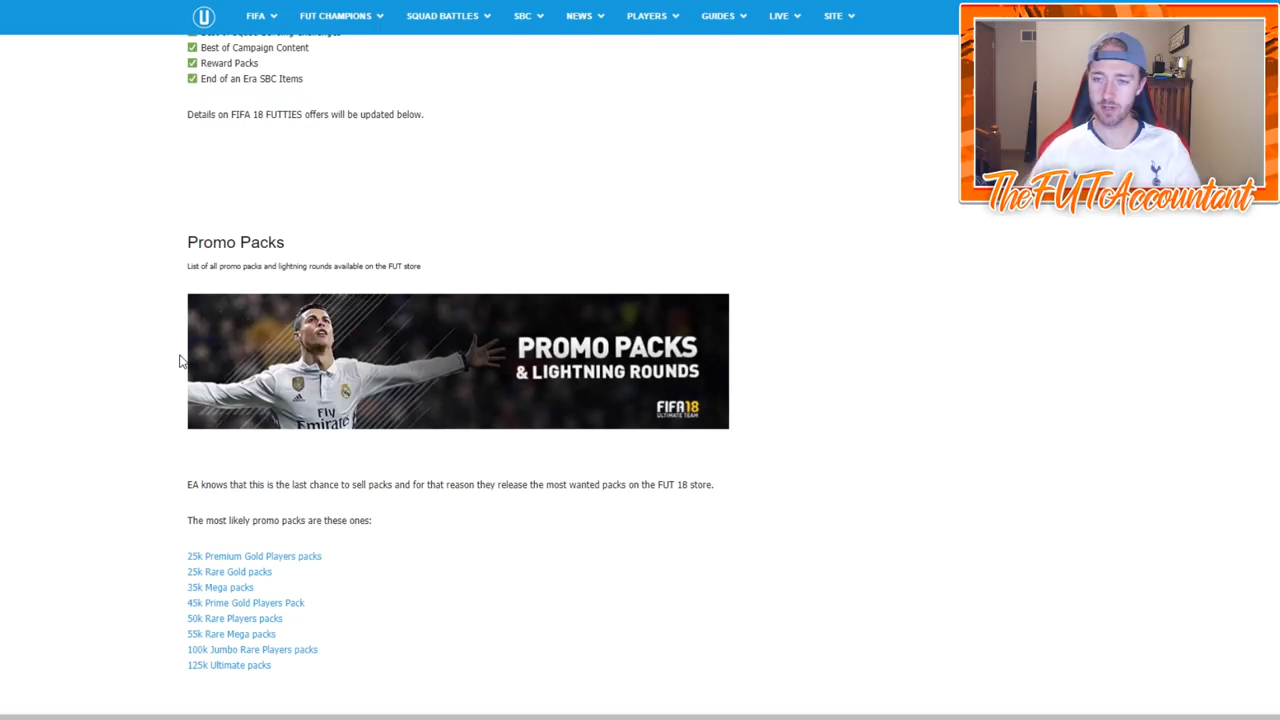 U
FIFA
FUT CHAMPIONS
SQUAD BATTLES
SBC
NEWS
PLAYERS
GUIDES
LIVE
SITE
Best of Campaign Content
Reward Packs
End of an Era SBC Items
Details on FIFA 18 FUTTIES offers will be updated below.
TheFUTAccountant
Promo Packs
List of all promo packs and lightning rounds available on the FUT store
PROMO PACKS
& LIGHTNING ROUNDS
FIFA18
ULTIMATE TEAM
Fly
Emirates
EA knows that this is the last chance to sell packs and for that reason they release the most wanted packs on the FUT 18 store.
The most likely promo packs are these ones:
25k Premium Gold Players packs
25k Rare Gold packs
35k Mega packs
45k Prime Gold Players Pack
50k Rare Players packs
55k Rare Mega packs
100k Jumbo Rare Players packs
125k Ultimate packs